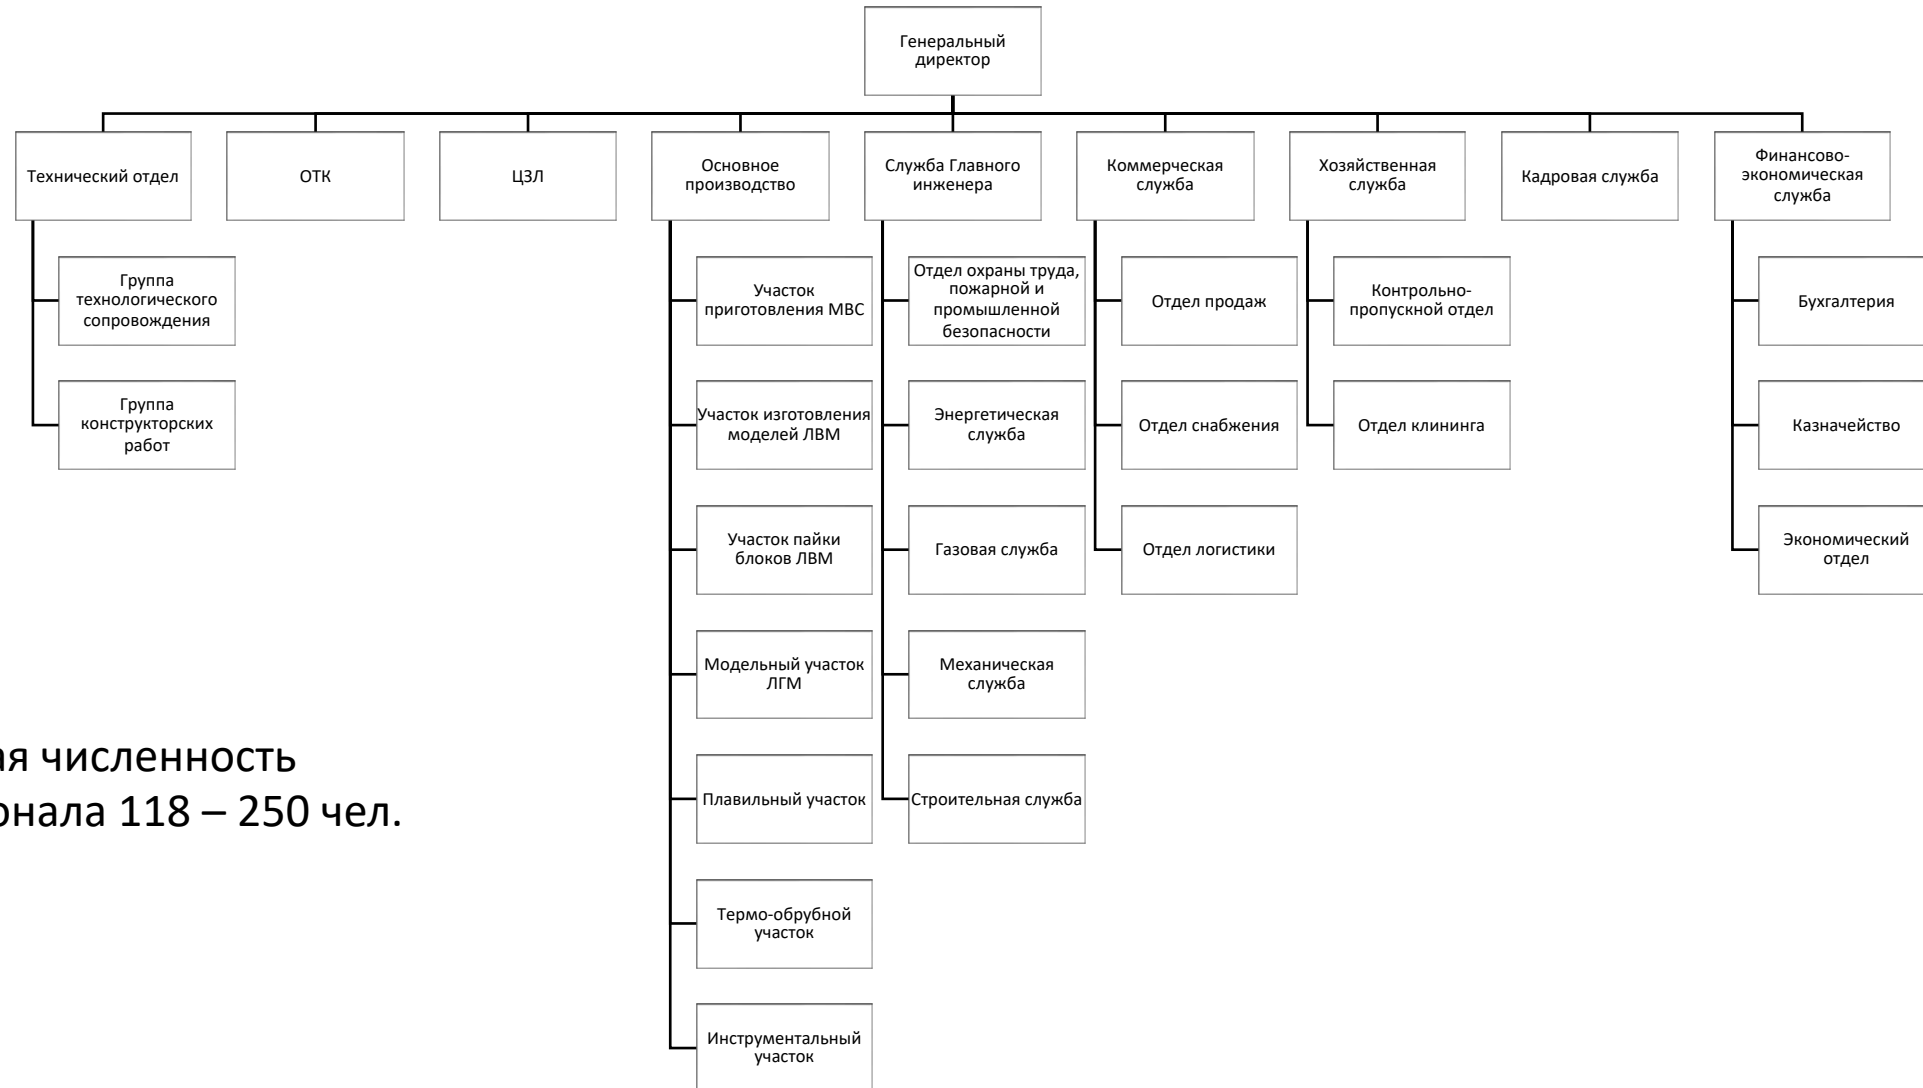 Генеральный
директор
Технический отдел
ОТК
ЦЗЛ
Основное
производство
Служба Главного
инженера
Коммерческая
служба
Хозяйственная
служба
Кадровая служба
Финансово-
экономическая
служба
Группа
технологического
сопровождения
Группа
конструкторских
работ
Участок
приготовления МВС
Участок изготовления
моделей ЛВМ
Участок пайки
блоков ЛВМ
Модельный участок
ЛГМ
Плавильный участок
Термо-обрубной
участок
Инструментальный
участок
Отдел охраны труда,
пожарной и
промышленной
безопасности
Энергетическая
служба
Газовая служба
Механическая
служба
Строительная служба
Отдел продаж
Отдел снабжения
Отдел логистики
Контрольно-
пропускной отдел
Отдел клининга
Бухгалтерия
Казначейство
Экономический
отдел
ая численность
онала 118 – 250 чел.